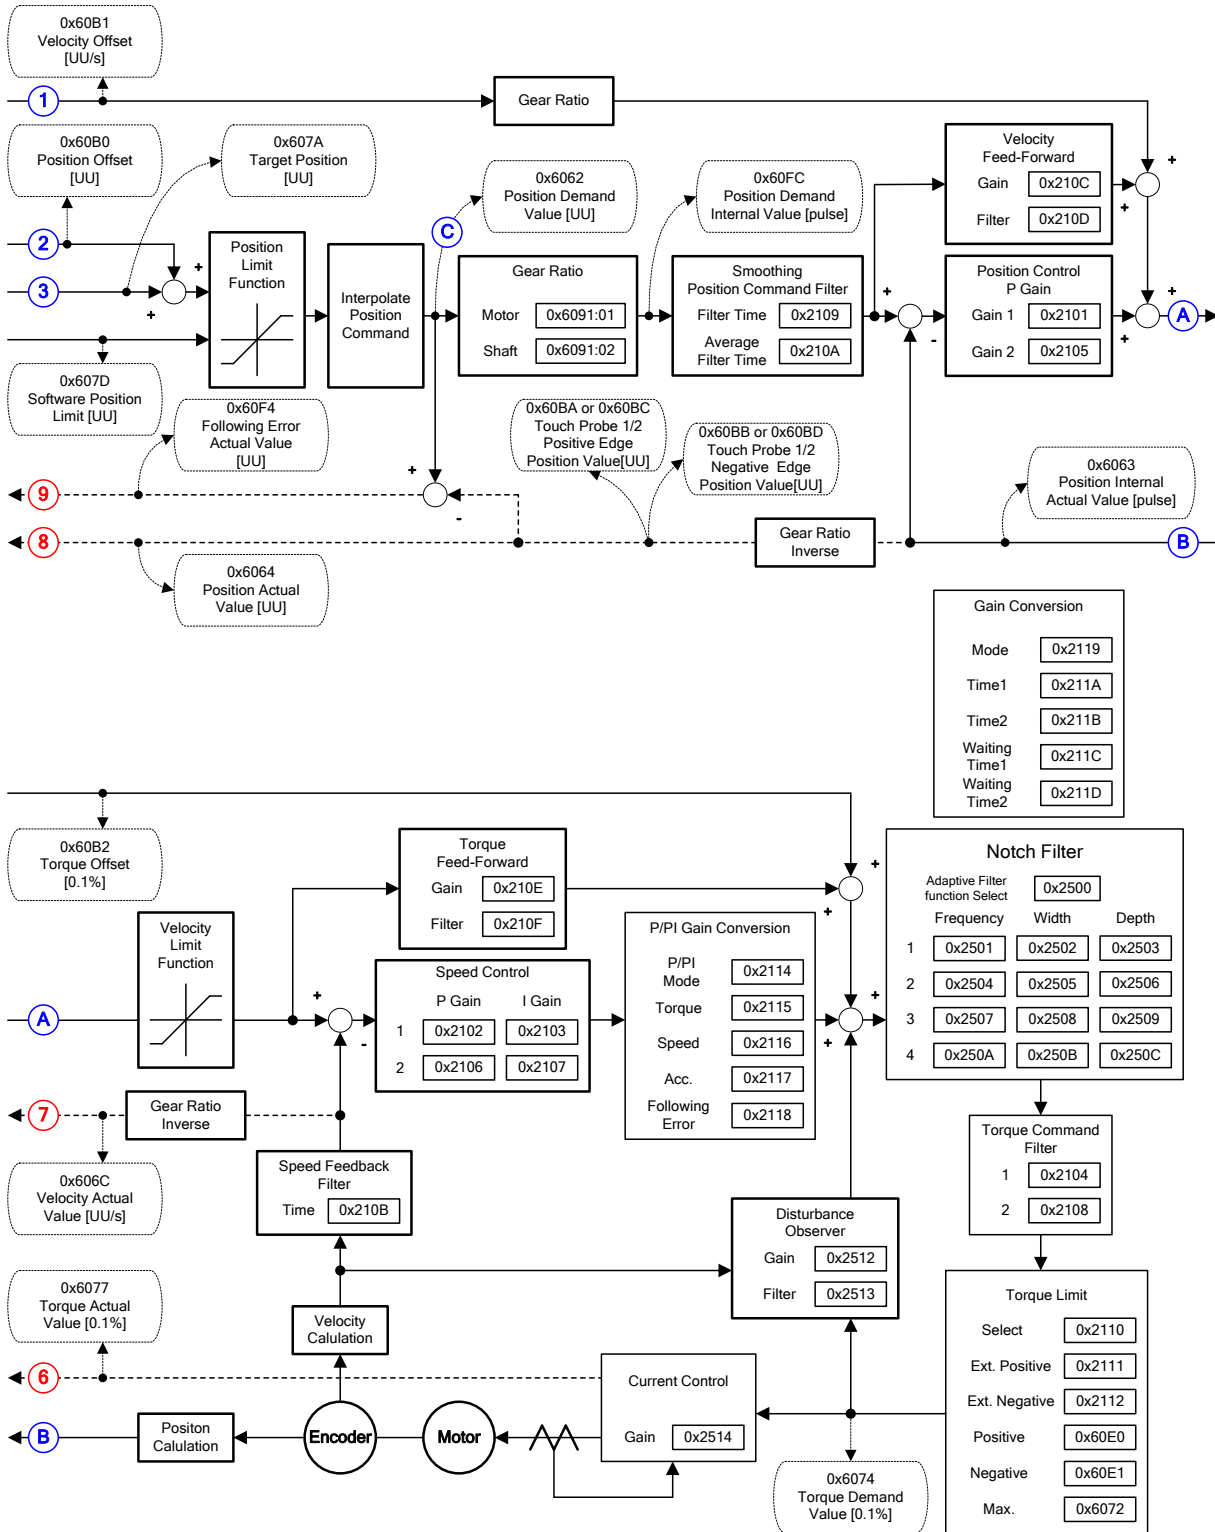 0x60B1
Velocity Offset
[UU/s]
1
Gear Ratio
0x60B0
Position Offset
[UU]
0x607A
Target Position
[UU]
0x6062
Position Demand
Value [UU]
0x60FC
Position Demand
Internal Value [pulse]
Velocity
Feed-Forward
Gain 0x210C
Filter 0x210D
+
+
2
3
+
+
Position
Limit
Function
Interpolate
Position
Command
C
Gear Ratio
Motor 0x6091:01
Shaft 0x6091:02
Smoothing
Position Command Filter
Filter Time 0x2109
Average
Filter Time 0x210A
+
-
Position Control
P Gain
Gain 1 0x2101
Gain 2 0x2105
+
+
A
0x607D
Software Position
Limit [UU]
0x60F4
Following Error
Actual Value
[UU]
0x60BA or 0x60BC
Touch Probe 1/2
Positive Edge
Position Value[UU]
0x60BB or 0x60BD
Touch Probe 1/2
Negative Edge
Position Value[UU]
0x6063
Position Internal
Actual Value [pulse]
9
+
-
8
Gear Ratio
Inverse
B
0x6064
Position Actual
Value [UU]
Gain Conversion
Mode 0x2119
Time1 0x211A
Time2 0x211B
Waiting
Time1 0x211C
Waiting
Time2 0x211D
0x60B2
Torque Offset
[0.1%]
Torque
Feed-Forward
Gain 0x210E
Filter 0x210F
+
+
Notch Filter
Adaptive Filter
function Select 0x2500
Frequency Width Depth
1 0x2501 0x2502 0x2503
2 0x2504 0x2505 0x2506
3 0x2507 0x2508 0x2509
4 0x250A 0x250B 0x250C
Velocity
Limit
Function
A
+
-
Speed Control
P Gain I Gain
1 0x2102 0x2103
2 0x2106 0x2107
P/PI Gain Conversion
P/PI
Mode 0x2114
Torque 0x2115
Speed 0x2116
Acc. 0x2117
Following
Error 0x2118
+
+
7
Gear Ratio
Inverse
0x606C
Velocity Actual
Value [UU/s]
Speed Feedback
Filter
Time 0x210B
Torque Command
Filter
1 0x2104
2 0x2108
Disturbance
Observer
Gain 0x2512
Filter 0x2513
0x6077
Torque Actual
Value [0.1%]
Velocity
Calulation
6
Current Control
Gain 0x2514
Torque Limit
Select 0x2110
Ext. Positive 0x2111
Ext. Negative 0x2112
Positive 0x60E0
Negative 0x60E1
Max. 0x6072
B
Positon
Calulation
Encoder
Motor
0x6074
Torque Demand
Value [0.1%]